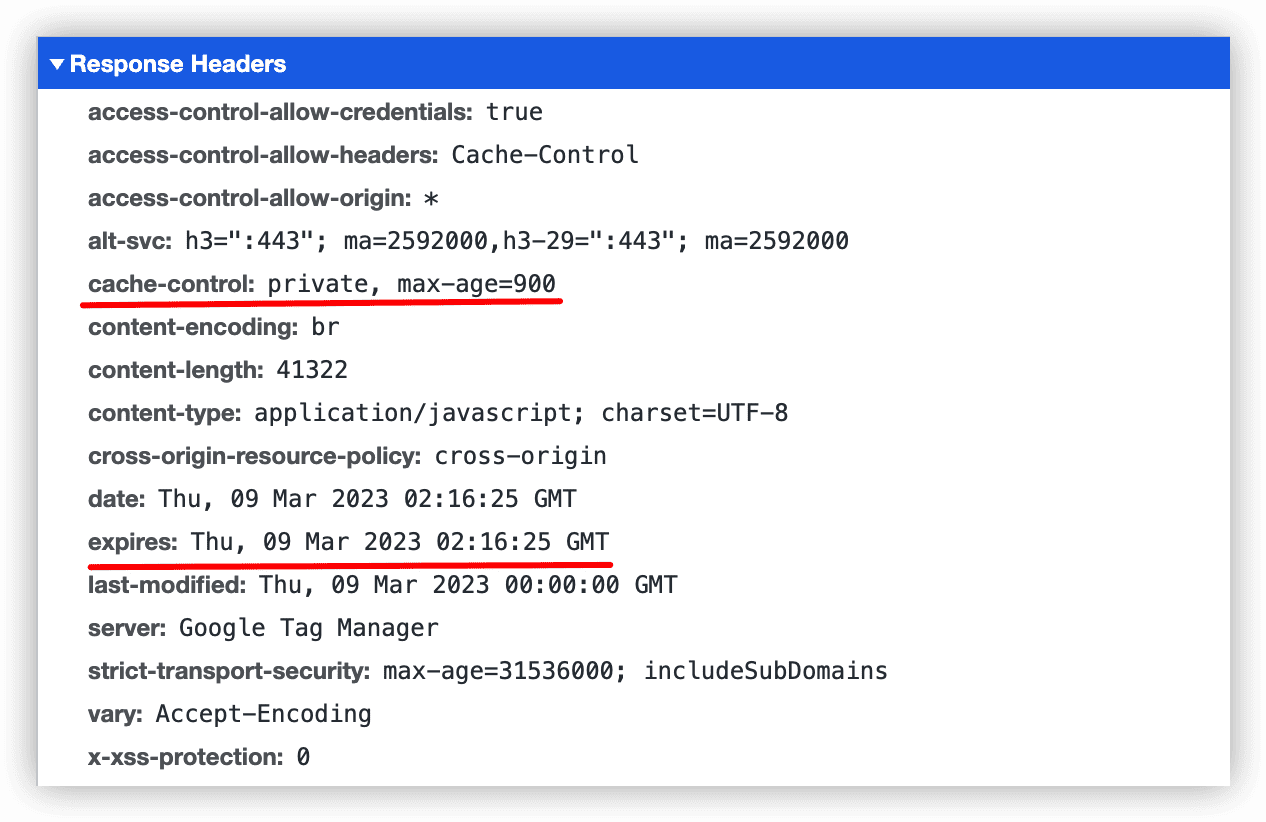 Response Headers
access-control-allow-credentials: true
access-control-allow-headers: Cache-Control
access-control-allow-origin: *
alt-svc: h3=":443"; ma=2592000,h3-29=":443"; ma=2592000
cache-control: private, max-age=900
content-encoding: br
content-length: 41322
content-type: application/javascript; charset=UTF-8
cross-origin-resource-policy: cross-origin
date: Thu, 09 Mar 2023 02:16:25 GMT
expires: Thu, 09 Mar 2023 02:16:25 GMT
last-modified: Thu, 09 Mar 2023 00:00:00 GMT
server: Google Tag Manager
strict-transport-security: max-age=31536000; includeSubDomains
vary: Accept-Encoding
x-xss-protection: 0